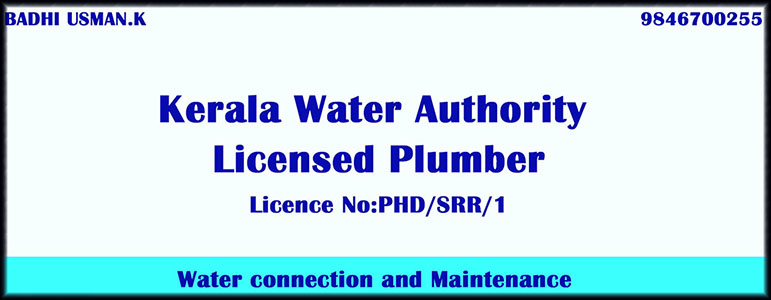 BADHI USMAN.K 9846700255
Kerala Water Authority
Licensed Plumber
Licence No:PHD/SRR/1
Water connection and Maintenance